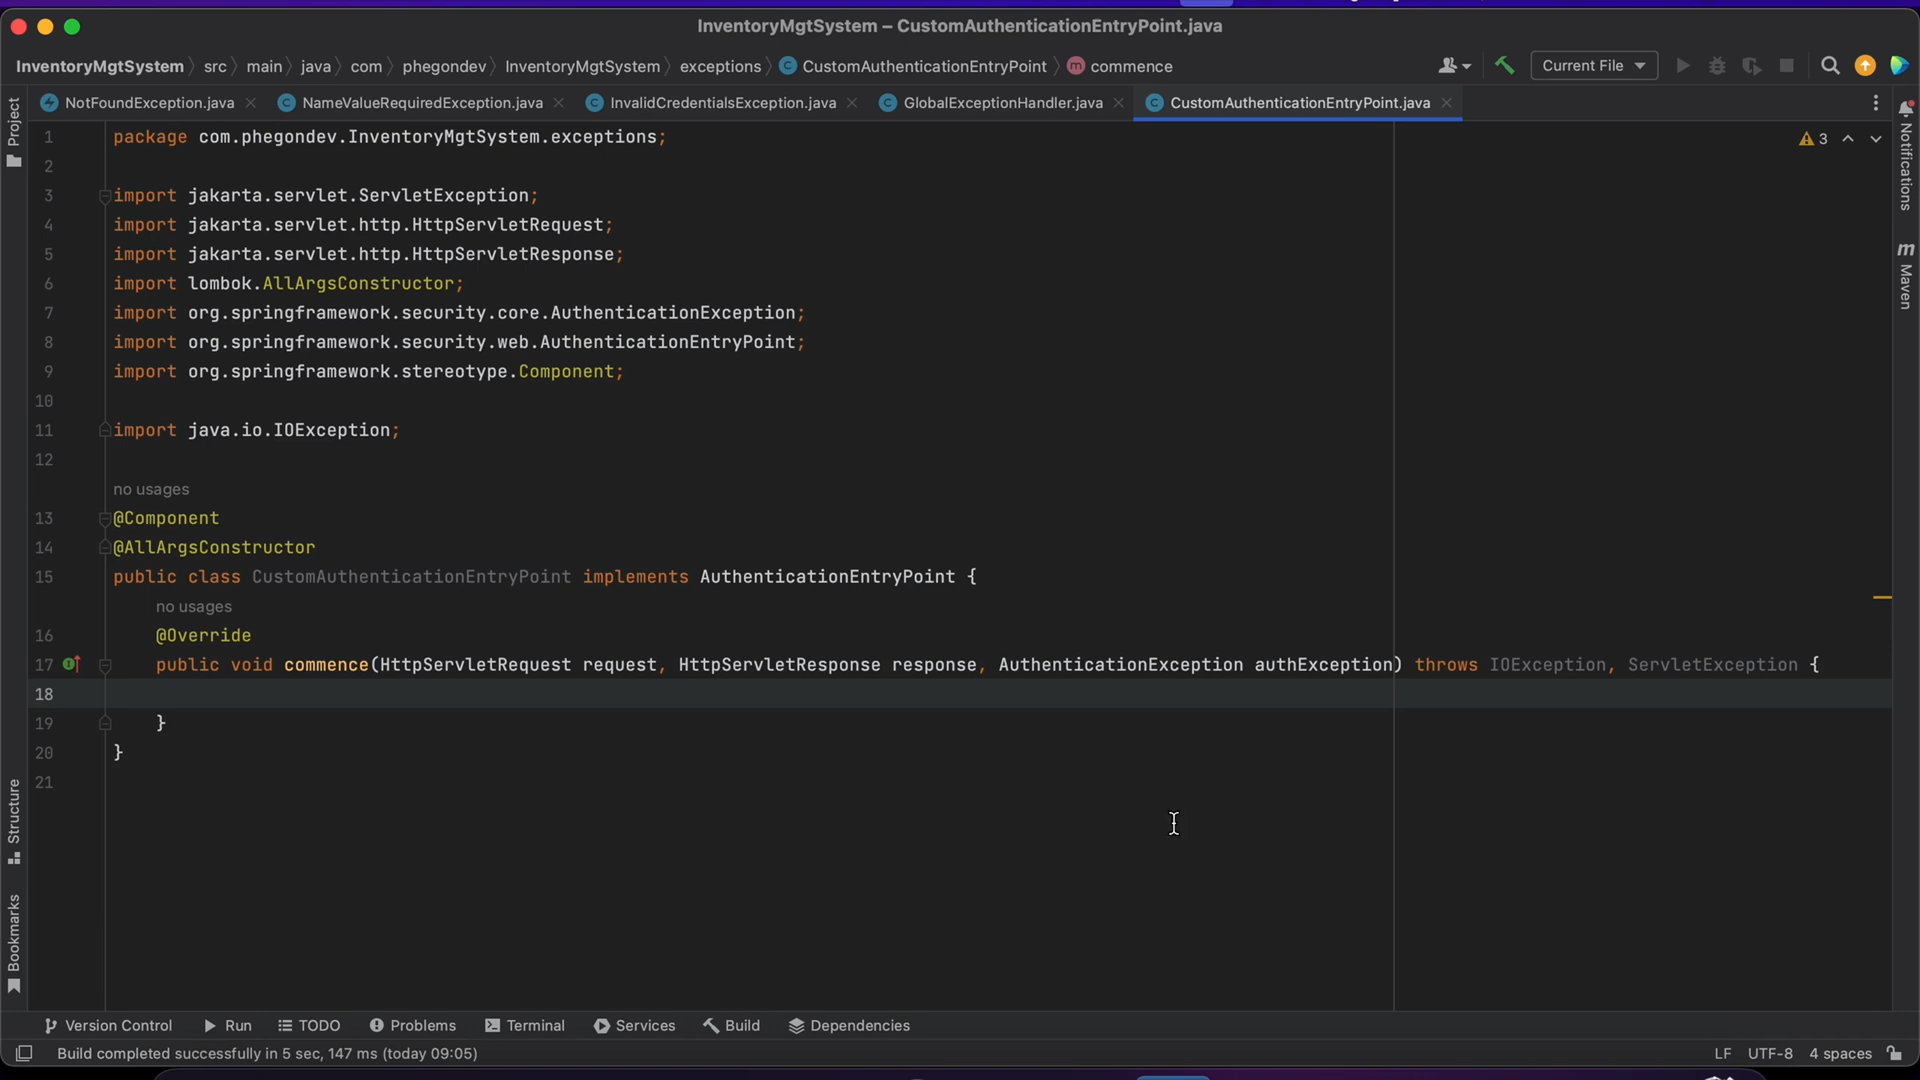 InventoryMgtSystem – CustomAuthenticationEntryPoint.java
InventoryMgtSystem src main java com phegondev InventoryMgtSystem exceptions CustomAuthenticationEntryPoint commence Current File
NotFoundException.java NameValueRequiredException.java InvalidCredentialsException.java GlobalExceptionHandler.java CustomAuthenticationEntryPoint.java
Project
Notifications
Maven
3
1 package com.phegondev.InventoryMgtSystem.exceptions;
2
3 import jakarta.servlet.ServletException;
4 import jakarta.servlet.http.HttpServletRequest;
5 import jakarta.servlet.http.HttpServletResponse;
6 import lombok.AllArgsConstructor;
7 import org.springframework.security.core.AuthenticationException;
8 import org.springframework.security.web.AuthenticationEntryPoint;
9 import org.springframework.stereotype.Component;
10
11 import java.io.IOException;
12
no usages
13 @Component
14 @AllArgsConstructor
15 public class CustomAuthenticationEntryPoint implements AuthenticationEntryPoint {
no usages
16 @Override
17 public void commence(HttpServletRequest request, HttpServletResponse response, AuthenticationException authException) throws IOException, ServletException {
18
19 }
20 }
21
Structure
Bookmarks
Version Control Run TODO Problems Terminal Services Build Dependencies
Build completed successfully in 5 sec, 147 ms (today 09:05) LF UTF-8 4 spaces